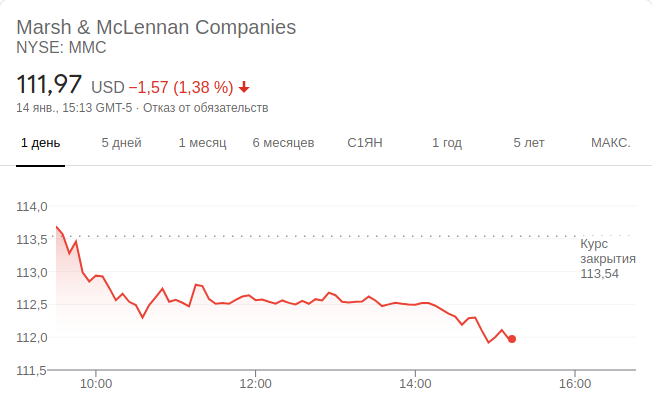 Marsh & McLennan Companies
NYSE: MMC
111,97 USD −1,57 (1,38 %)
14 янв., 15:13 GMT-5 · Отказ от обязательств
1 день 5 дней 1 месяц 6 месяцев С1ЯН 1 год 5 лет МАКС.
114,0
113,5
113,0
112,5
112,0
111,5
Курс
закрытия
113,54
10:00 12:00 14:00 16:00